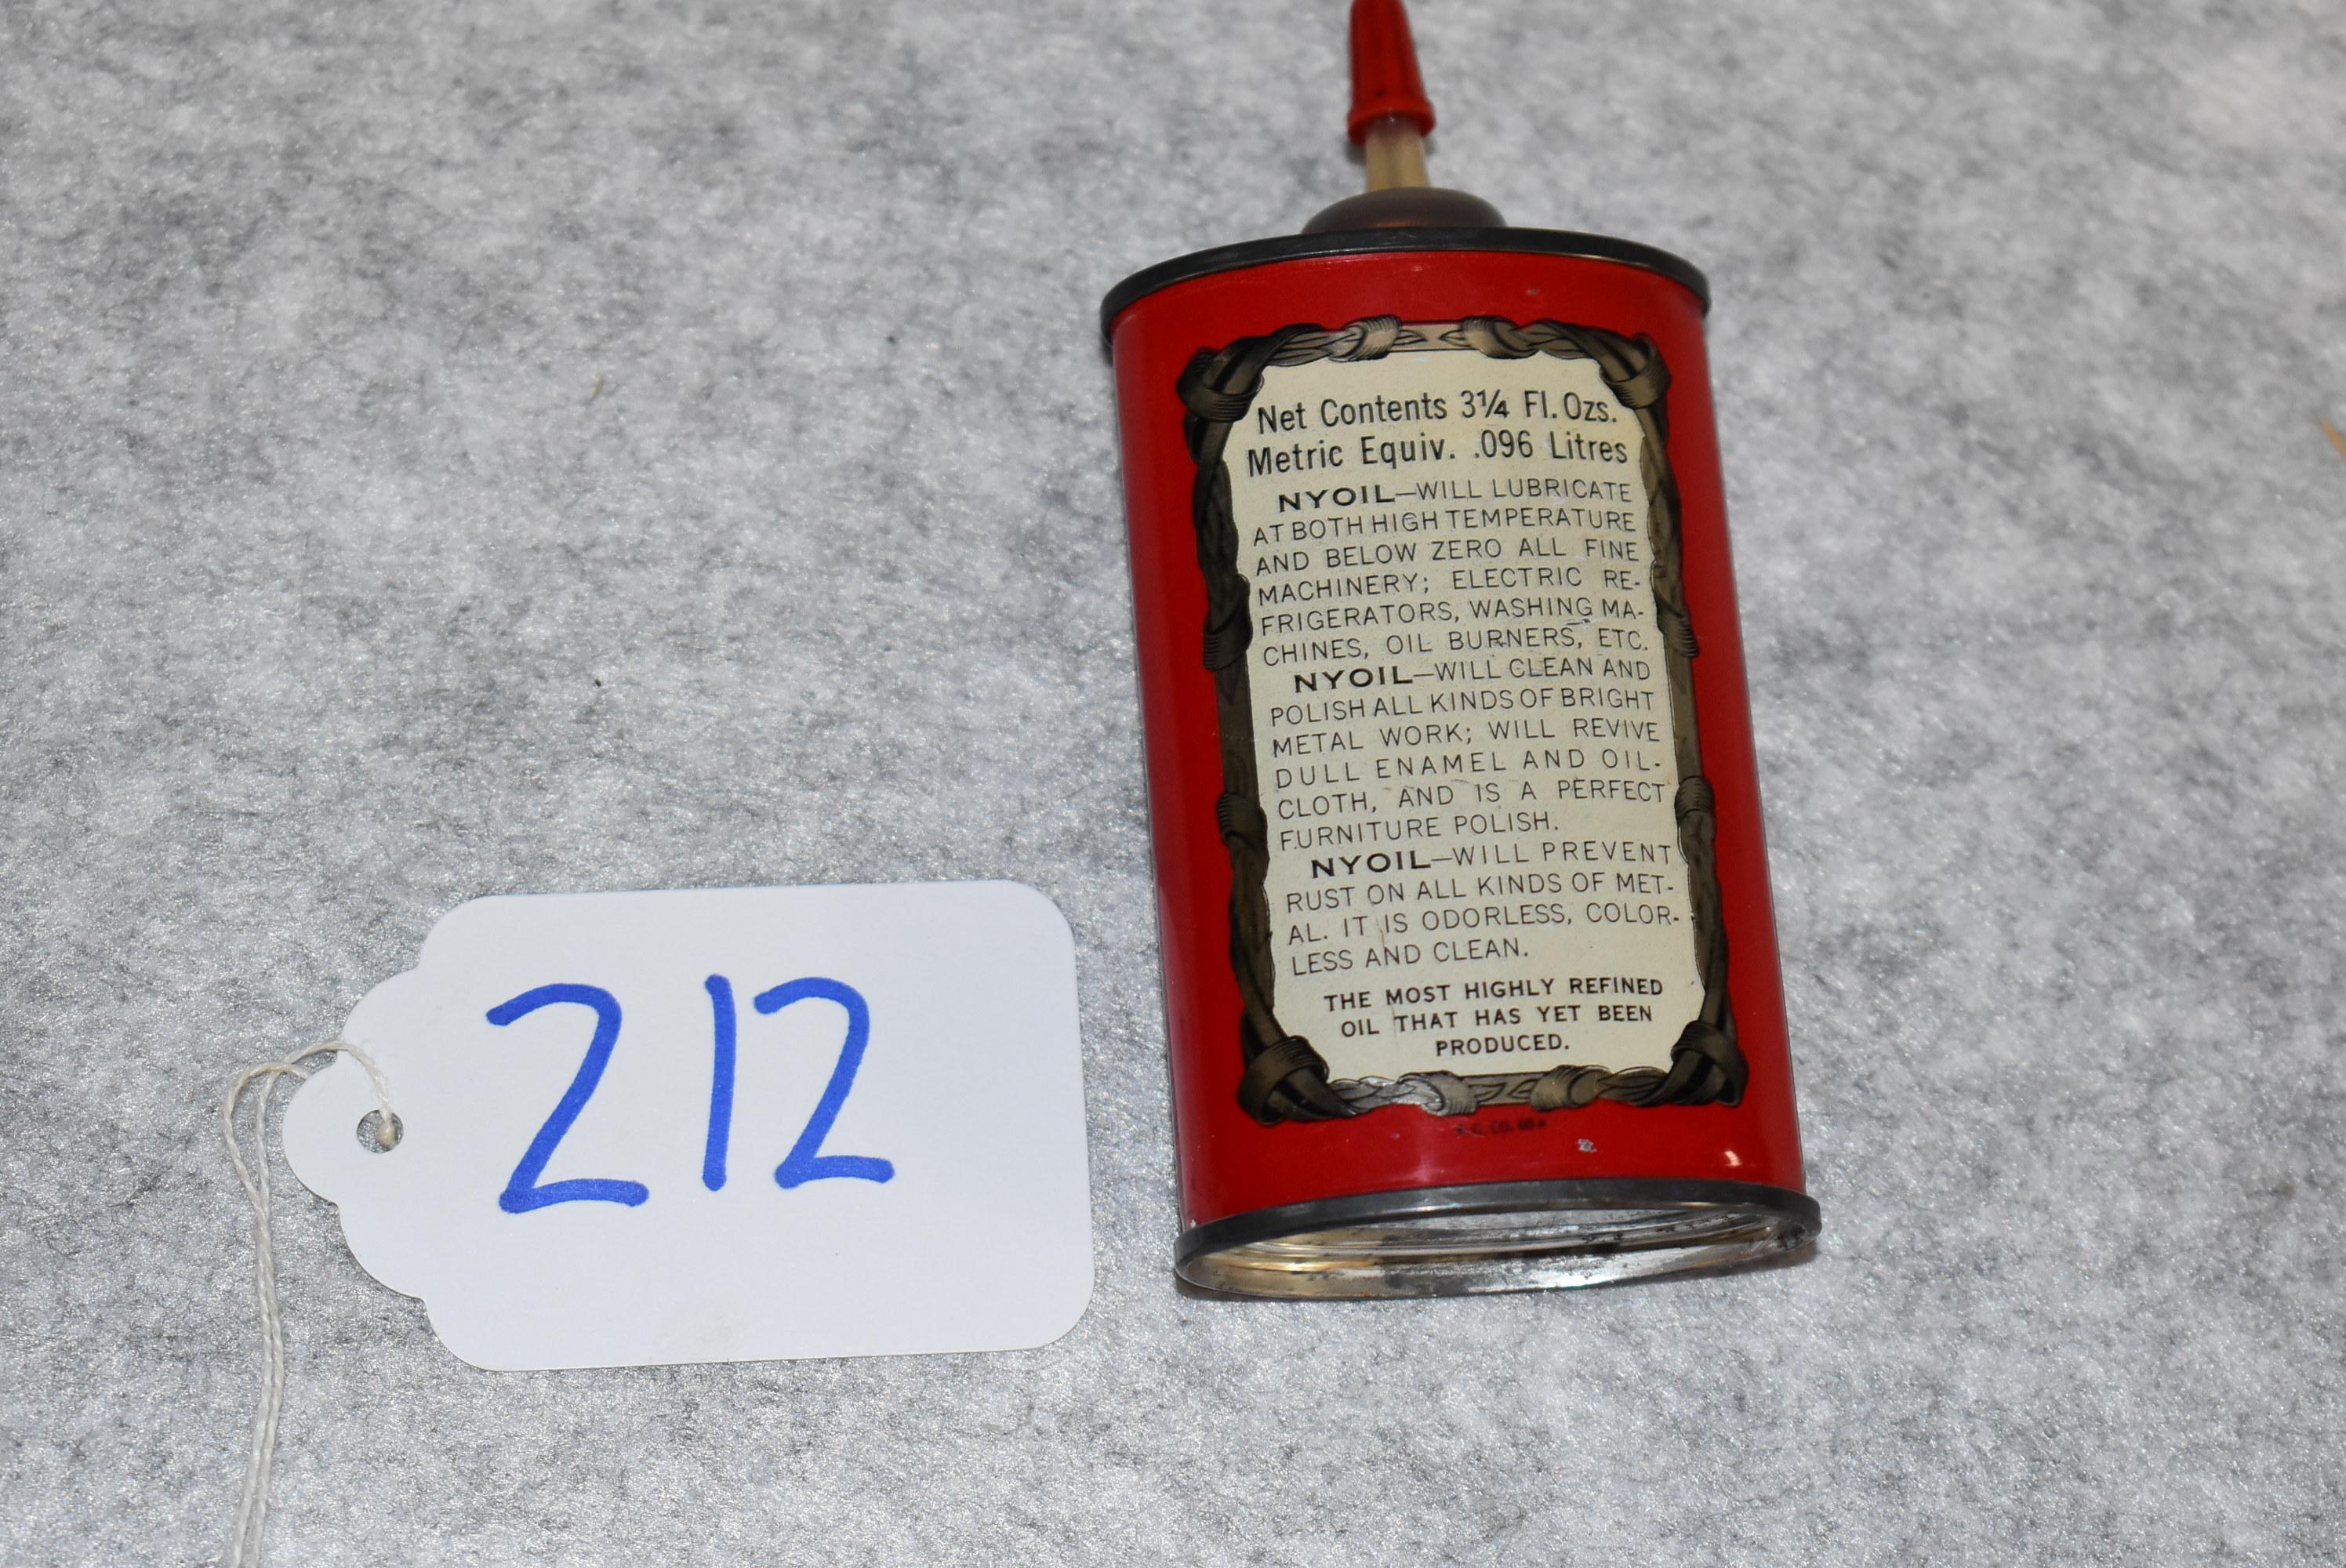 Net Contents 3¼ Fl. Ozs.
Metric Equiv. .096 Litres
NYOIL—WILL LUBRICATE
AT BOTH HIGH TEMPERATURE
AND BELOW ZERO ALL FINE
MACHINERY; ELECTRIC RE-
FRIGERATORS, WASHING MA-
CHINES, OIL BURNERS, ETC.
NYOIL—WILL CLEAN AND
POLISH ALL KINDS OF BRIGHT
METAL WORK; WILL REVIVE
DULL ENAMEL AND OIL-
CLOTH, AND IS A PERFECT
FURNITURE POLISH.
NYOIL—WILL PREVENT
RUST ON ALL KINDS OF MET-
AL. IT IS ODORLESS, COLOR-
LESS AND CLEAN.
THE MOST HIGHLY REFINED
OIL THAT HAS YET BEEN
PRODUCED.
212